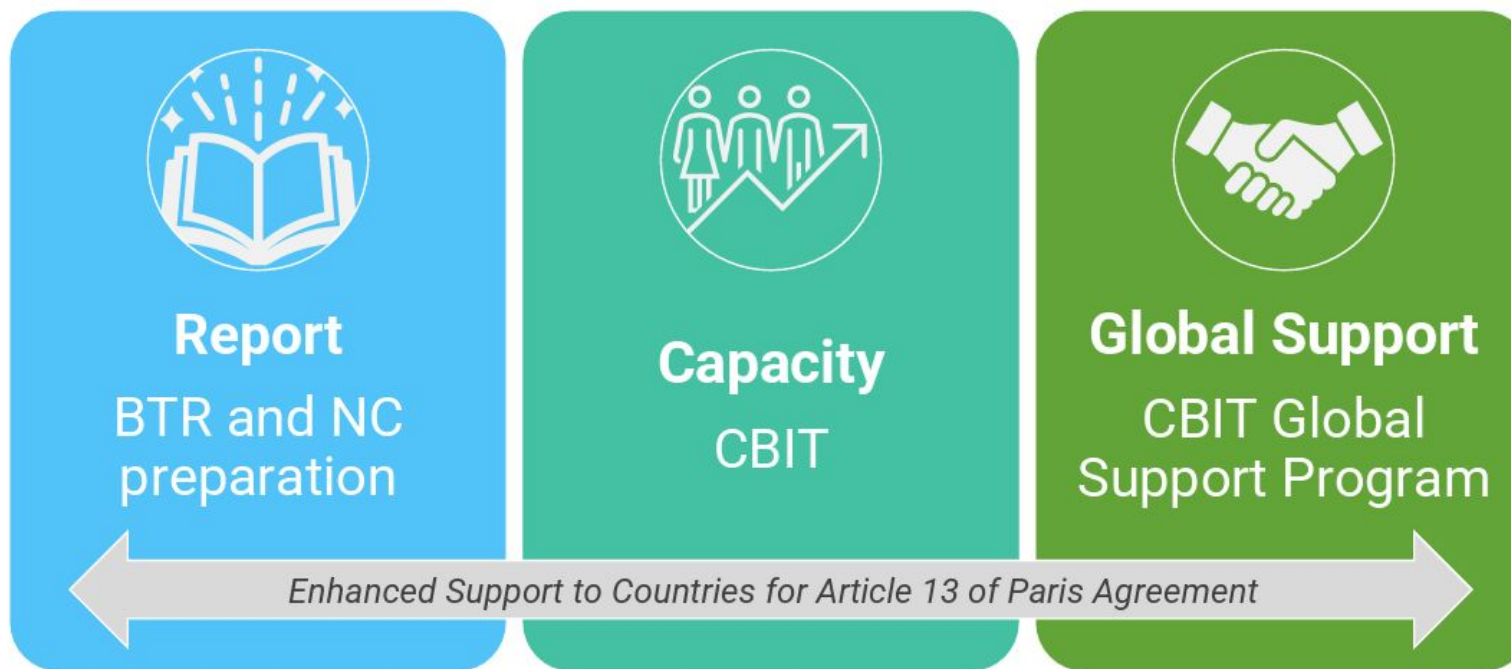 Report
BTR and NC
preparation
Capacity
CBIT
Global Support
CBIT Global
Support Program
Enhanced Support to Countries for Article 13 of Paris Agreement